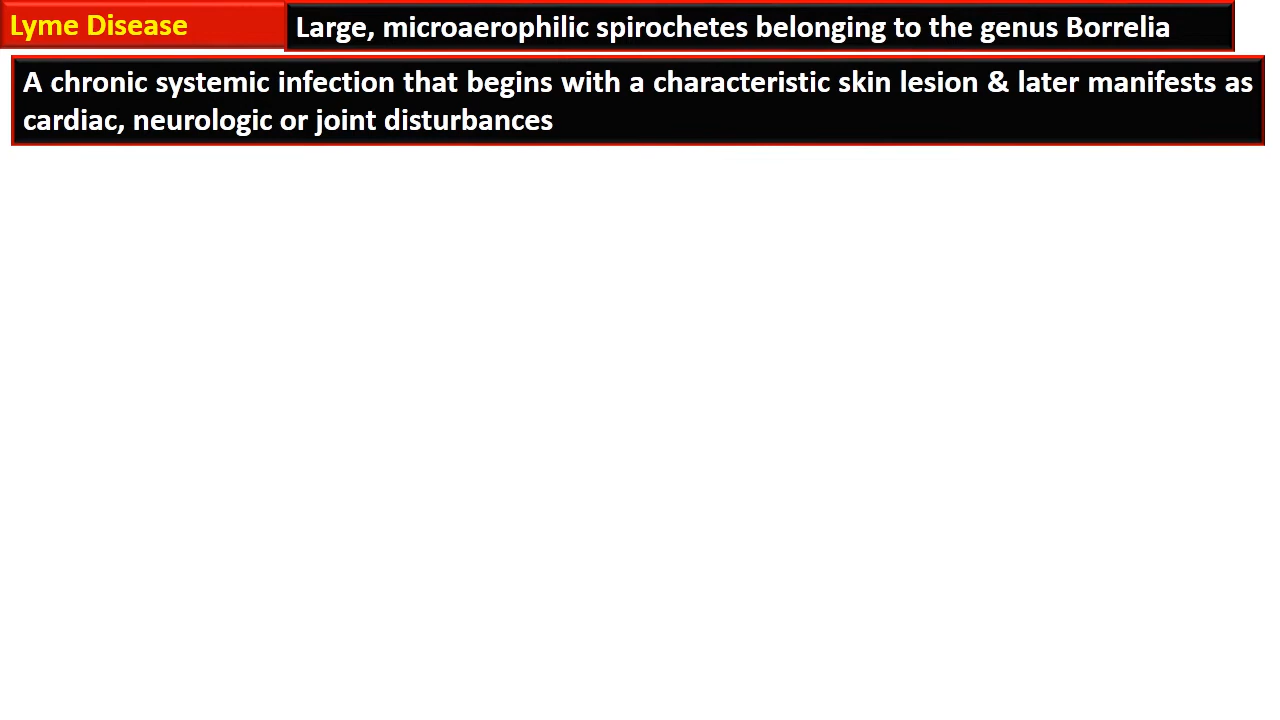 Lyme Disease
Large, microaerophilic spirochetes belonging to the genus Borrelia
A chronic systemic infection that begins with a characteristic skin lesion & later manifests as
cardiac, neurologic or joint disturbances